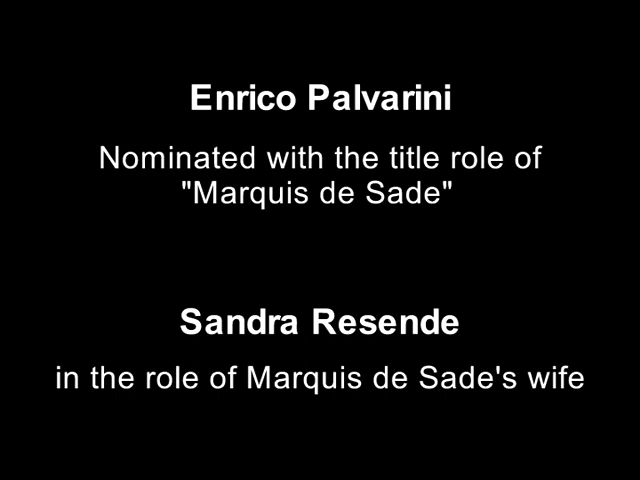 Enrico Palvarini
Nominated with the title role of
"Marquis de Sade"
Sandra Resende
in the role of Marquis de Sade's wife